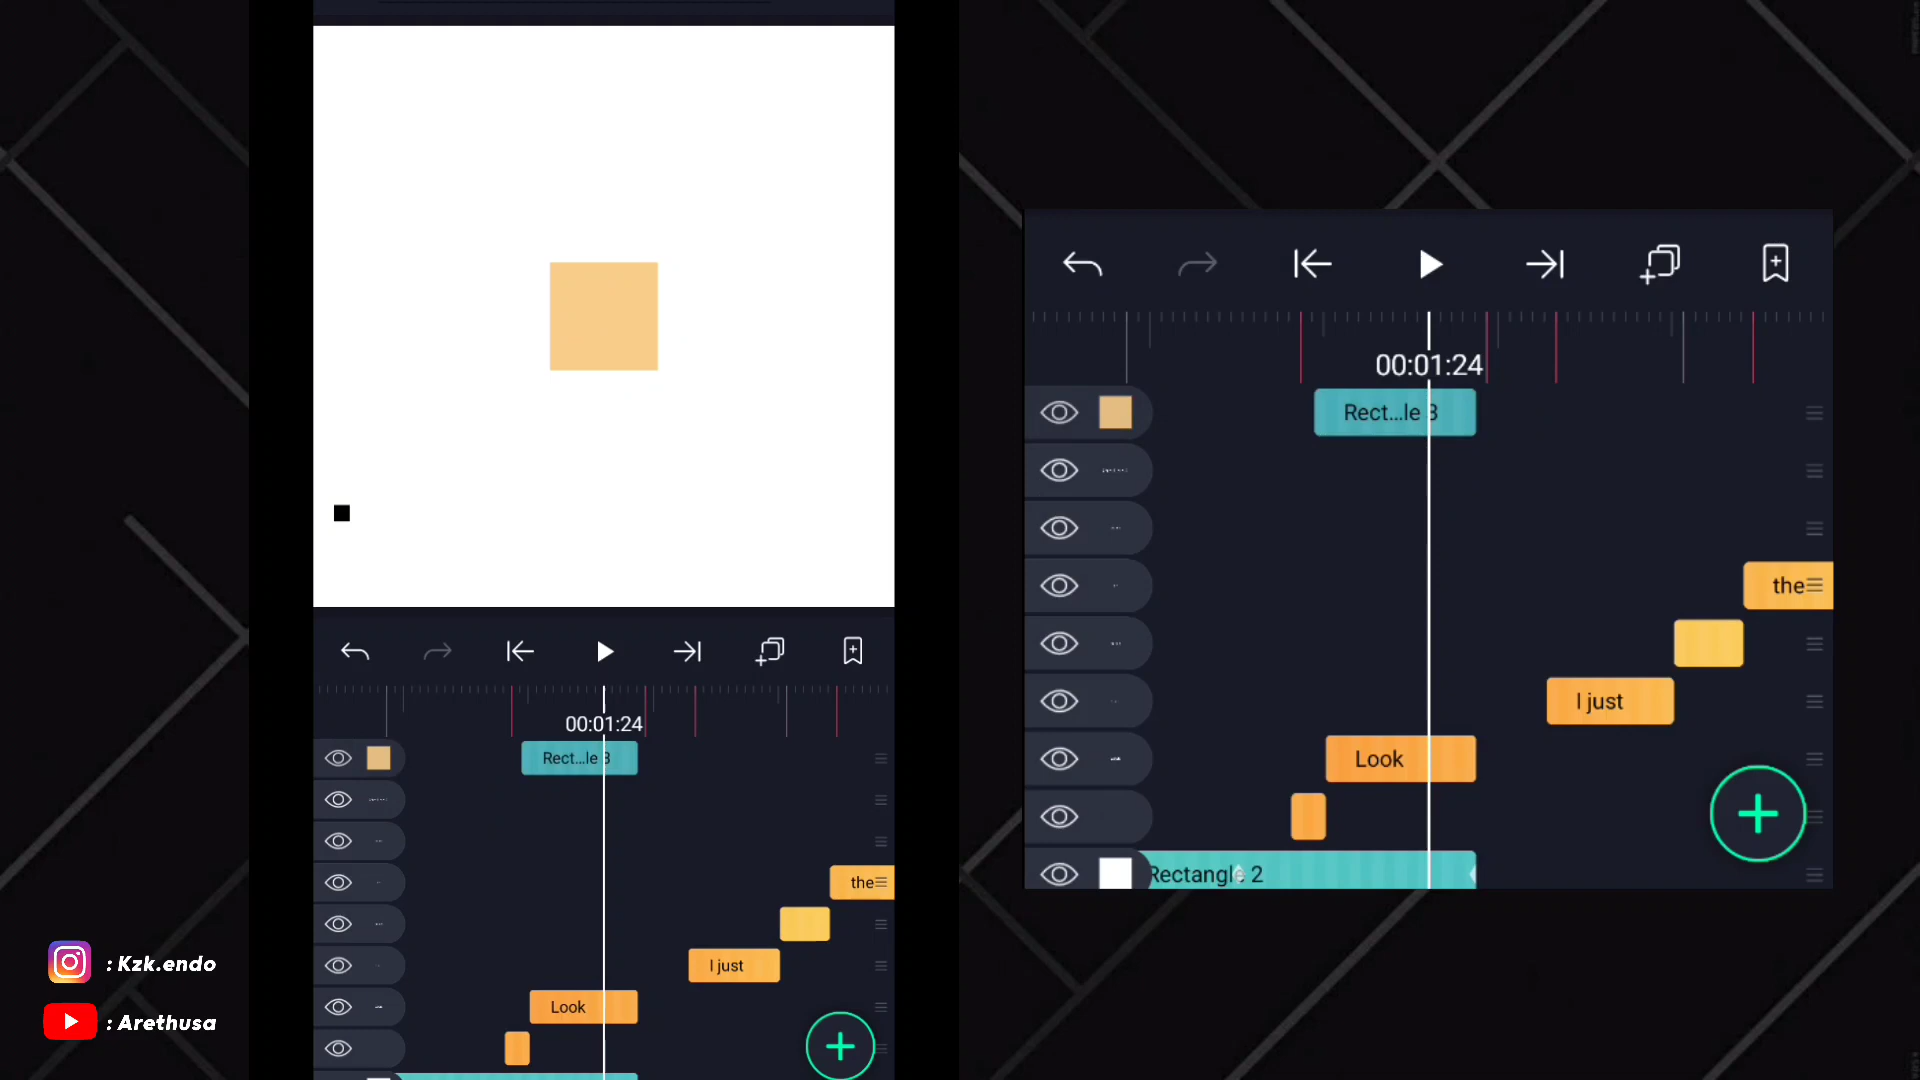 00:01:24
Rect...le 3
the
I just
Look
: Kzk.endo
: Arethusa
00:01:24
Rect...le 3
the
I just
Look
Rectangle 2